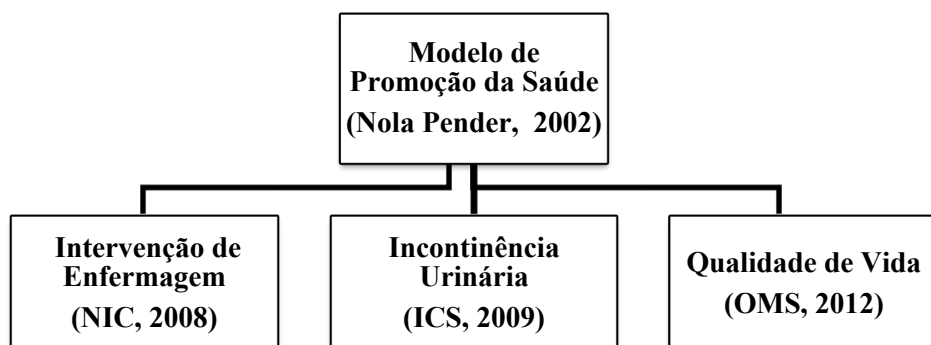 Modelo de
Promoção da Saúde
(Nola Pender, 2002)
Intervenção de
Enfermagem
(NIC, 2008)
Incontinência
Urinária
(ICS, 2009)
Qualidade de Vida
(OMS, 2012)